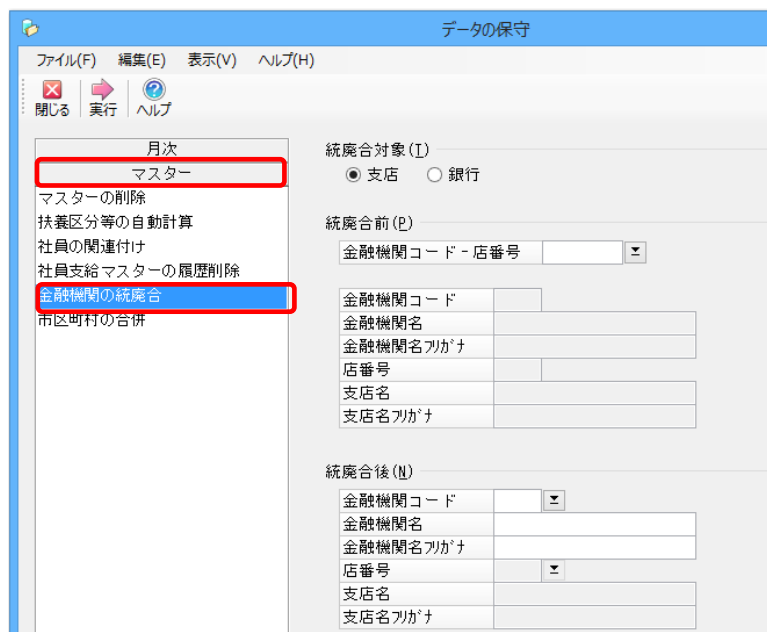 データの保守
ファイル(F) 編集(E) 表示(V) ヘルプ(H)
閉じる 実行 ヘルプ
月次
マスター
マスターの削除
扶養区分等の自動計算
社員の関連付け
社員支給マスターの履歴削除
金融機関の統廃合
市区町村の合併
統廃合対象(T)
支店 銀行
統廃合前(P)
金融機関コード-店番号
金融機関コード
金融機関名
金融機関名ﾌﾘｶﾞﾅ
店番号
支店名
支店名ﾌﾘｶﾞﾅ
統廃合後(N)
金融機関コード
金融機関名
金融機関名ﾌﾘｶﾞﾅ
店番号
支店名
支店名ﾌﾘｶﾞﾅ